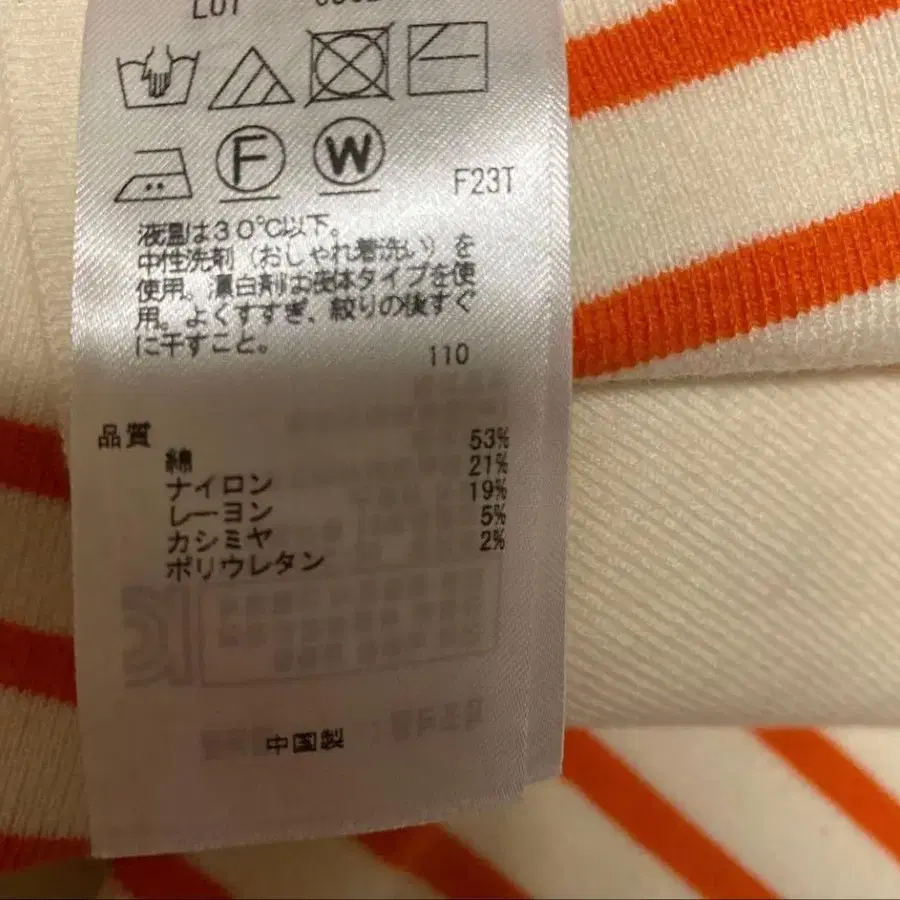 LOT
F
W
F23T
液温は30℃以下。
中性洗剤（おしゃれ着洗い）を
使用。漂白剤は液体タイプを使
用。よくすすぎ、絞りの後すぐ
に干すこと。
110
品質
綿 53%
ナイロン 21%
レーヨン 19%
カシミヤ 5%
ポリウレタン 2%
中国製